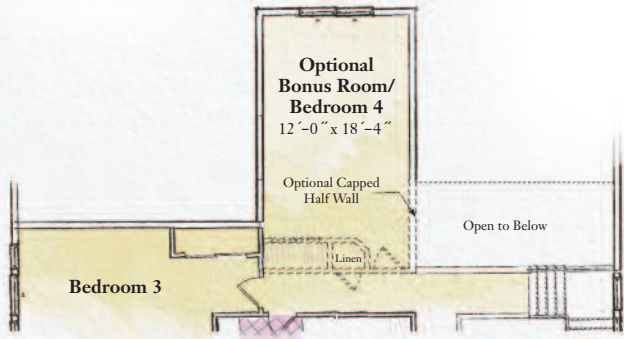 Optional
Bonus Room/
Bedroom 4
12´-0˝ x 18´-4˝
Optional Capped
Half Wall
Open to Below
Linen
Bedroom 3